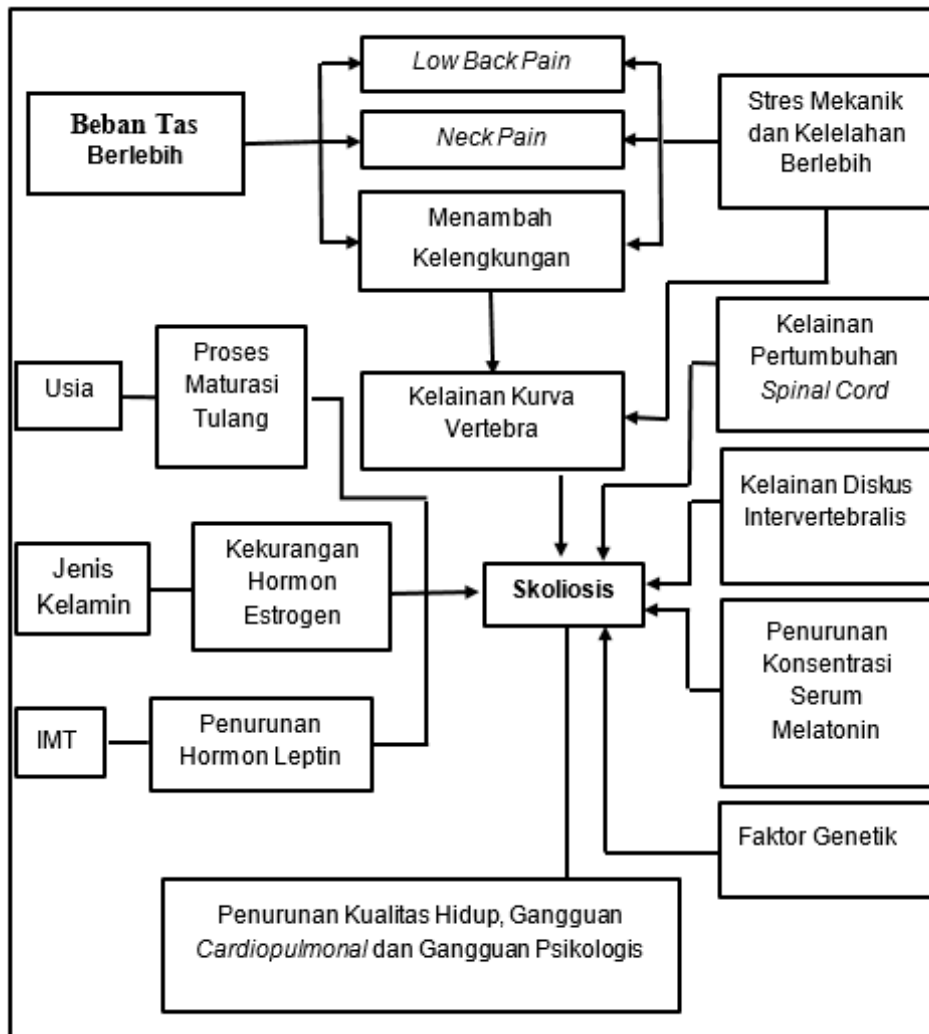 Low Back Pain
Beban Tas
Berlebih
Neck Pain
Stres Mekanik
dan Kelelahan
Berlebih
Menambah
Kelengkungan
Usia
Proses
Maturasi
Tulang
Kelainan Kurva
Vertebra
Kelainan
Pertumbuhan
Spinal Cord
Kelainan Diskus
Intervertebralis
Jenis
Kelamin
Kekurangan
Hormon
Estrogen
Skoliosis
Penurunan
Konsentrasi
Serum
Melatonin
IMT
Penurunan
Hormon Leptin
Faktor Genetik
Penurunan Kualitas Hidup, Gangguan
Cardiopulmonal dan Gangguan Psikologis